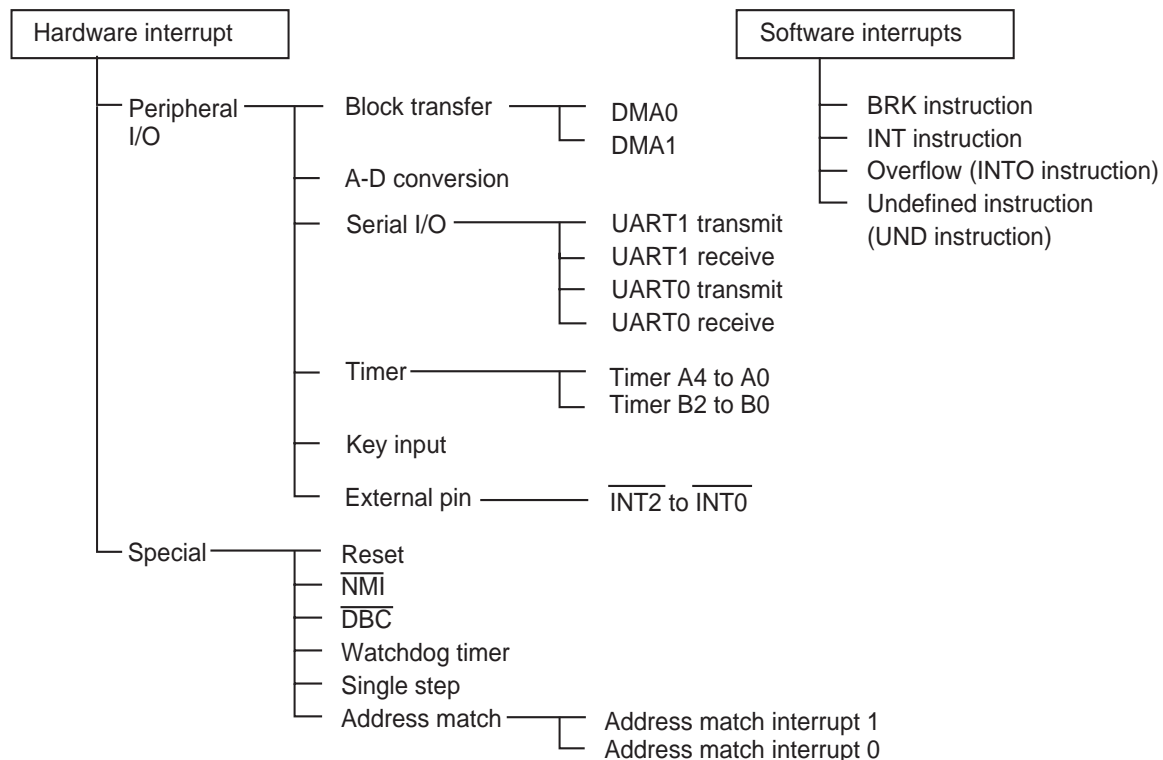 Hardware interrupt
Peripheral
I/O
Block transfer
DMA0
DMA1
A-D conversion
Serial I/O
UART1 transmit
UART1 receive
UART0 transmit
UART0 receive
Timer
Timer A4 to A0
Timer B2 to B0
Key input
External pin
INT2 to INT0
Special
Reset
NMI
DBC
Watchdog timer
Single step
Address match
Address match interrupt 1
Address match interrupt 0
Software interrupts
BRK instruction
INT instruction
Overflow (INTO instruction)
Undefined instruction
(UND instruction)